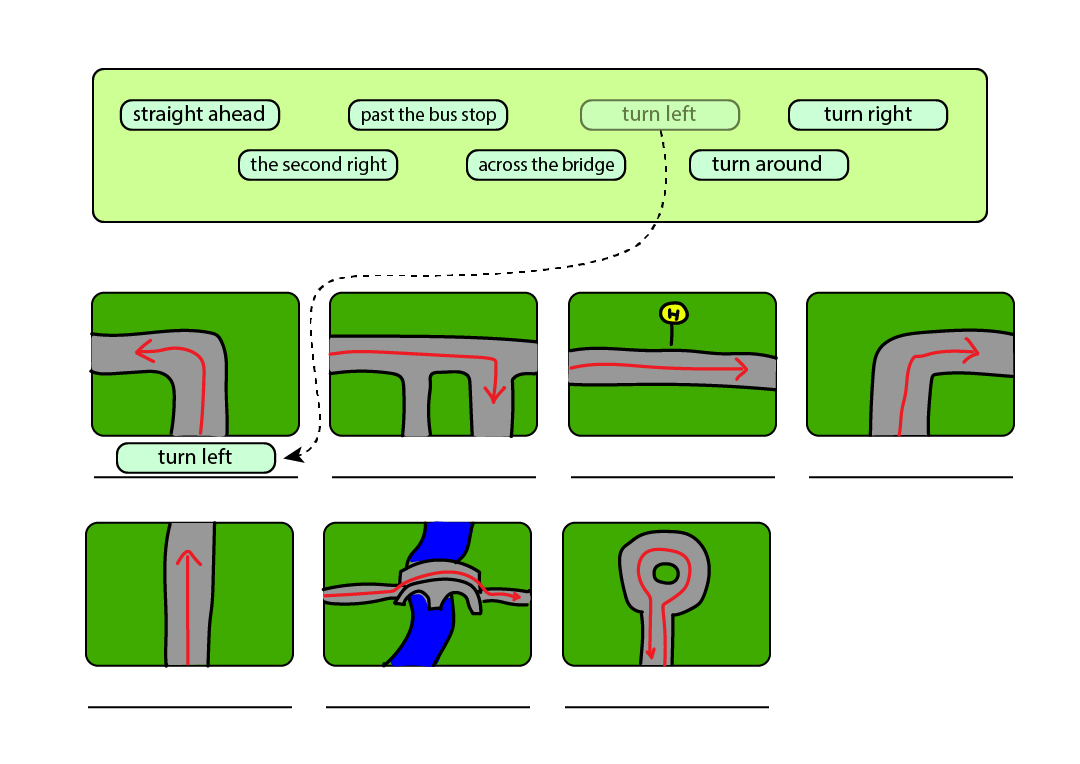 straight ahead
past the bus stop
turn left
turn right
the second right
across the bridge
turn around
H
turn left